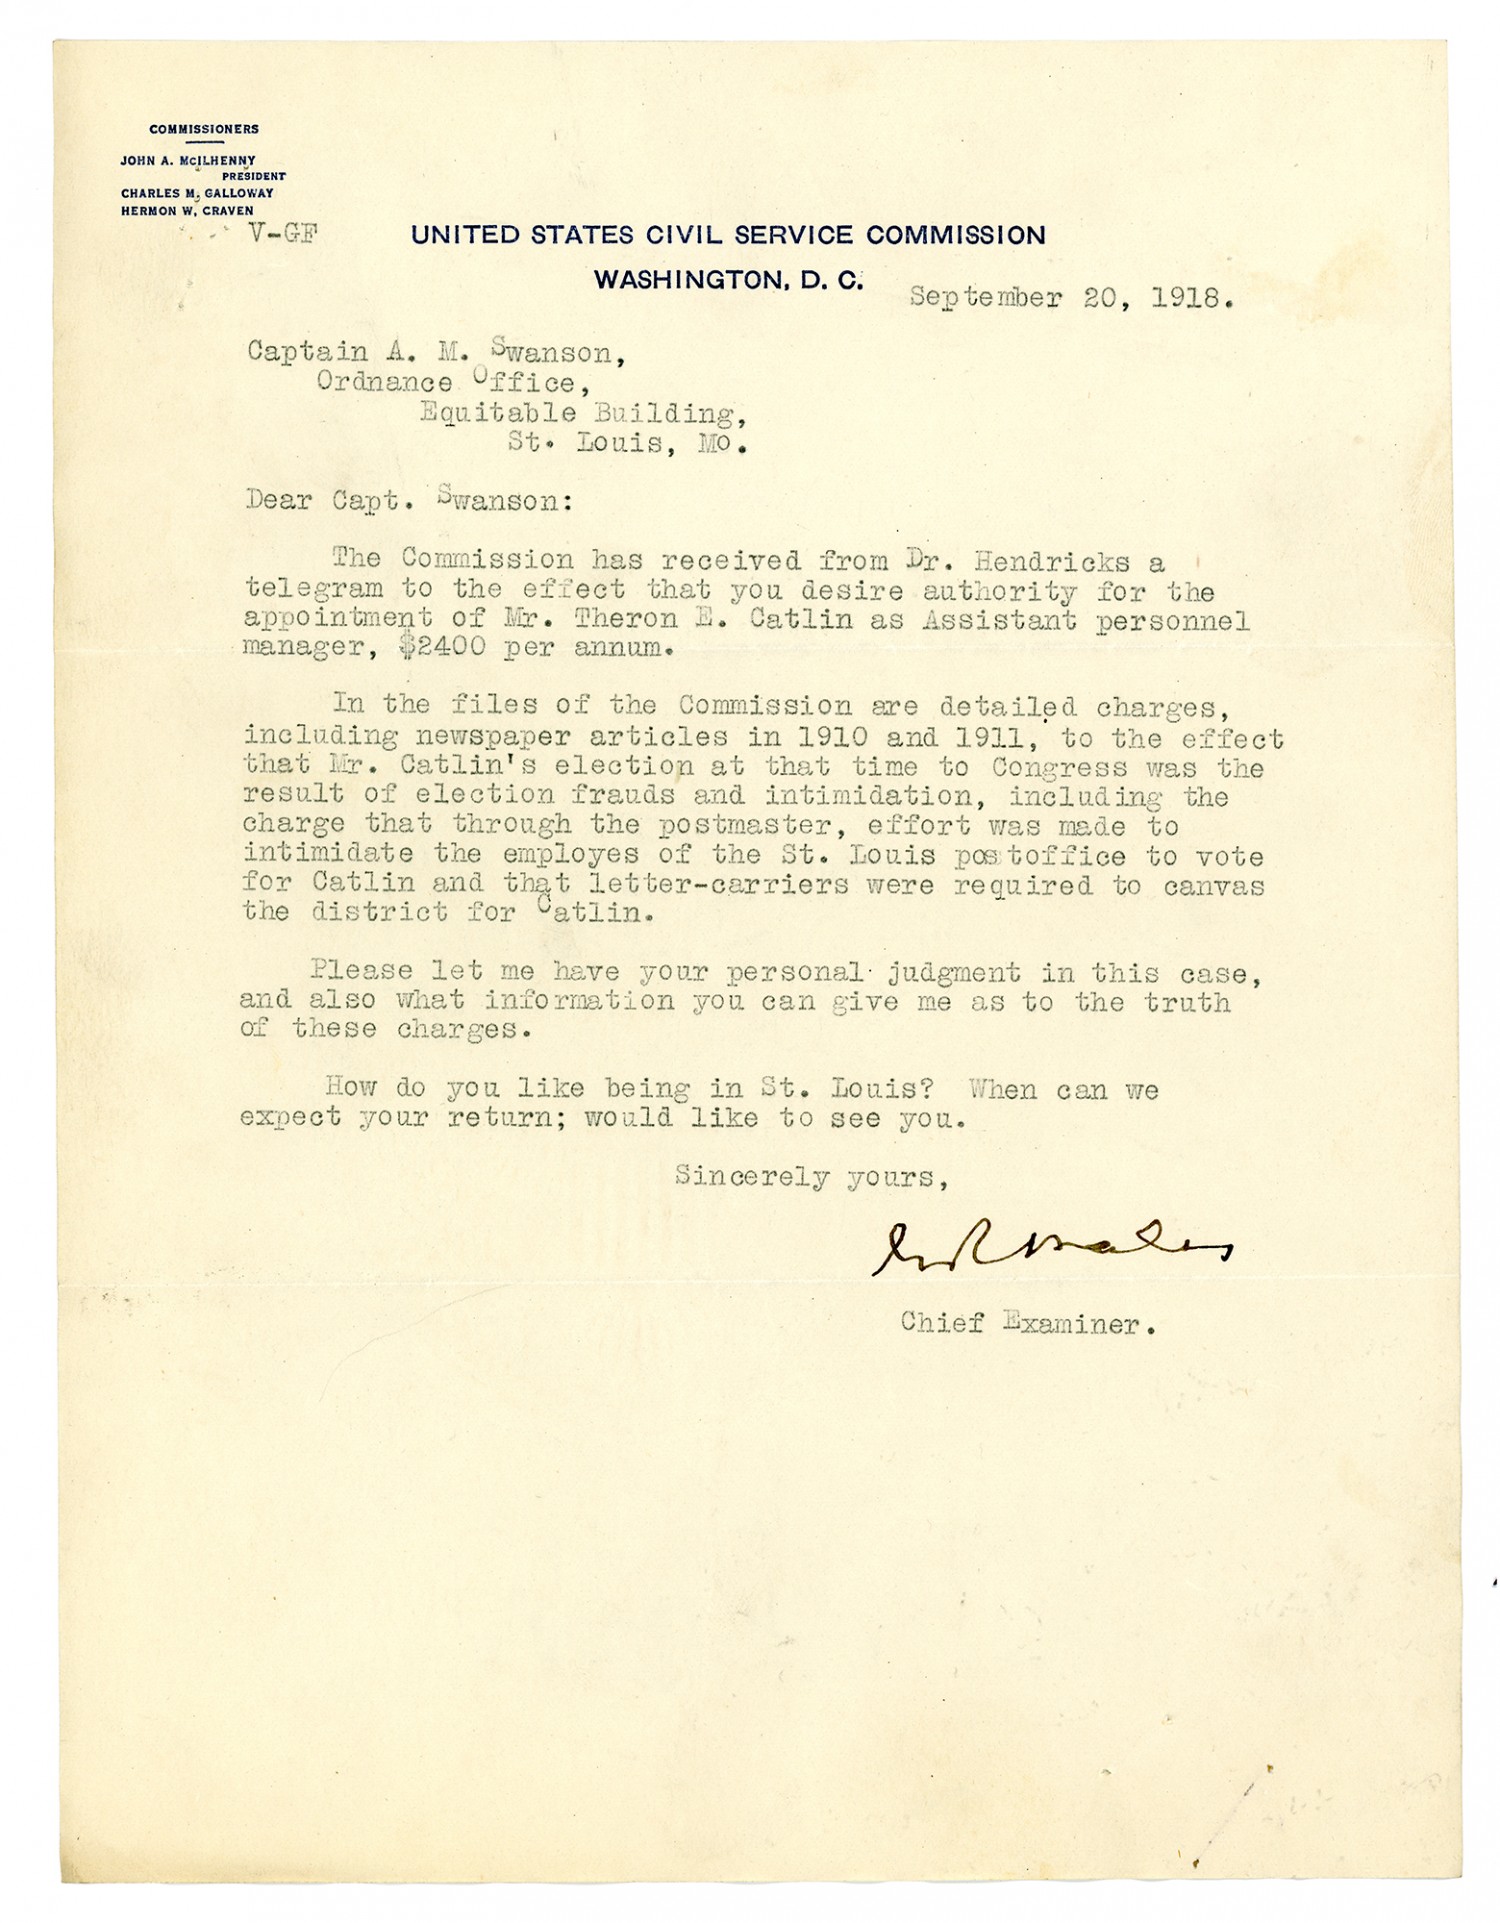 COMMISSIONERS
JOHN A. McILHENNY
PRESIDENT
CHARLES M. GALLOWAY
HERMON W. CRAVEN
V-GF
UNITED STATES CIVIL SERVICE COMMISSION
WASHINGTON, D. C.
September 20, 1918.
Captain A. M. Swanson,
Ordnance Office,
Equitable Building,
St. Louis, Mo.
Dear Capt. Swanson:
The Commission has received from Dr. Hendricks a
telegram to the effect that you desire authority for the
appointment of Mr. Theron E. Catlin as Assistant personnel
manager, $2400 per annum.
In the files of the Commission are detailed charges,
including newspaper articles in 1910 and 1911, to the effect
that Mr. Catlin's election at that time to Congress was the
result of election frauds and intimidation, including the
charge that through the postmaster, effort was made to
intimidate the employes of the St. Louis postoffice to vote
for Catlin and that letter-carriers were required to canvas
the district for Catlin.
Please let me have your personal judgment in this case,
and also what information you can give me as to the truth
of these charges.
How do you like being in St. Louis? When can we
expect your return; would like to see you.
Sincerely yours,
Chief Examiner.